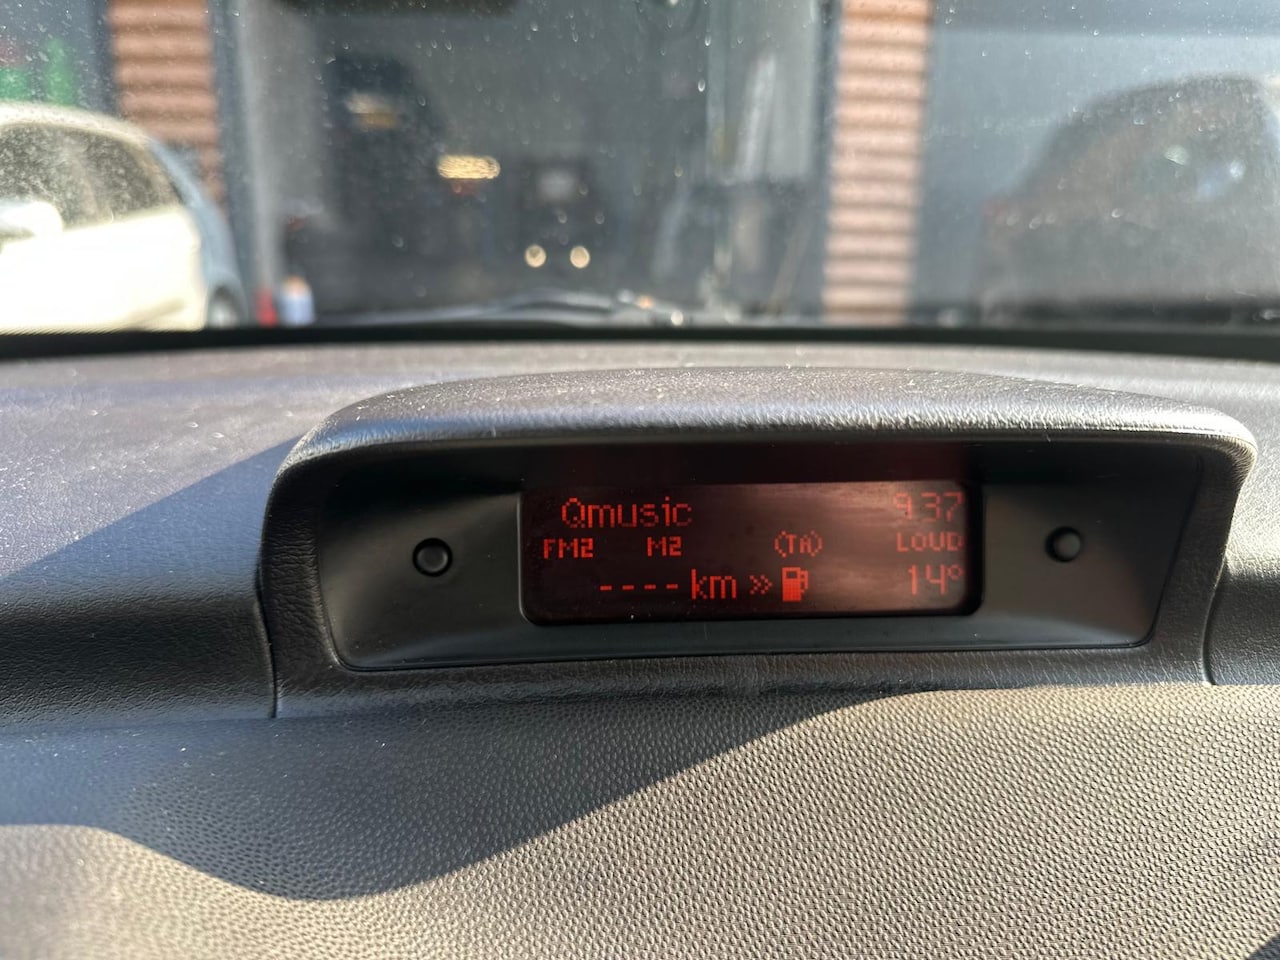 Qmusic 9:37
FM2 M2 (TA) LOUD
---- km » 14°